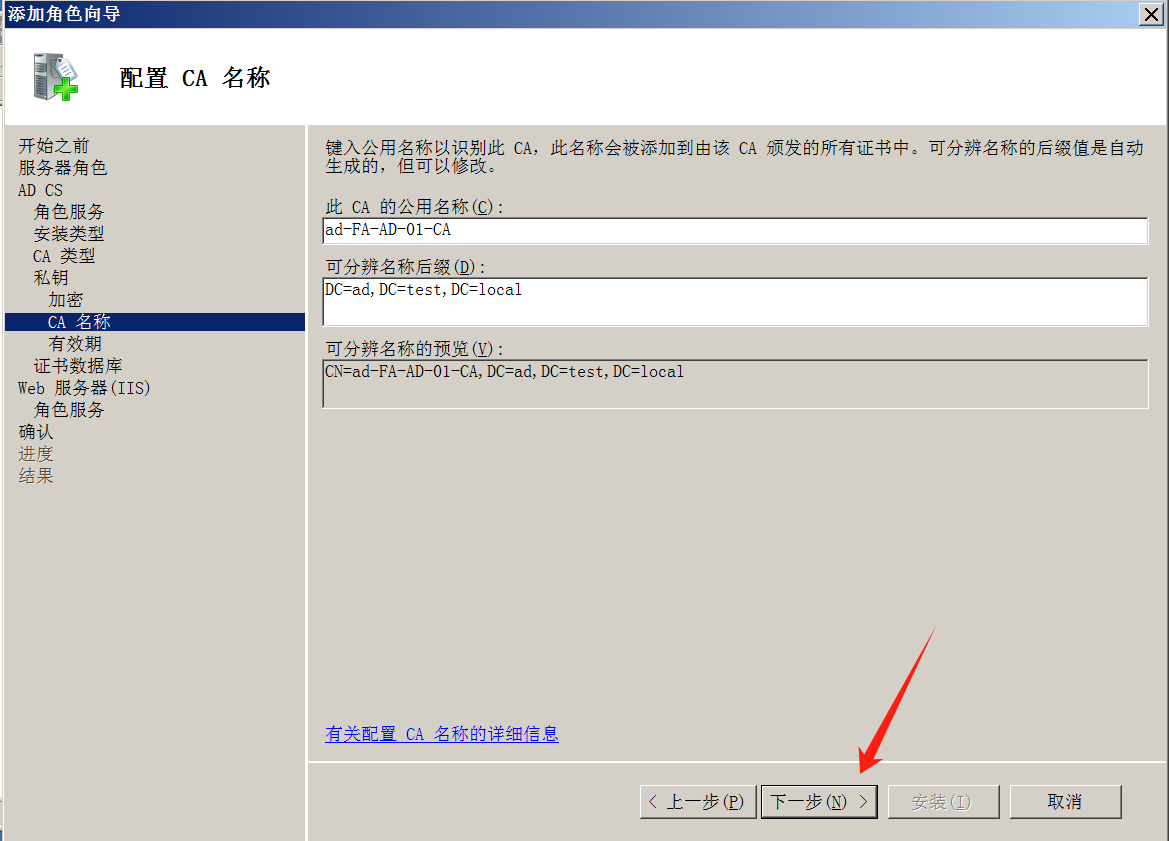 添加角色向导
配置 CA 名称
开始之前
服务器角色
AD CS
角色服务
安装类型
CA 类型
私钥
加密
CA 名称
有效期
证书数据库
Web 服务器(IIS)
角色服务
确认
进度
结果
键入公用名称以识别此 CA，此名称会被添加到由该 CA 颁发的所有证书中。可分辨名称的后缀值是自动
生成的，但可以修改。
此 CA 的公用名称(C):
ad-FA-AD-01-CA
可分辨名称后缀(D):
DC=ad,DC=test,DC=local
可分辨名称的预览(V):
CN=ad-FA-AD-01-CA,DC=ad,DC=test,DC=local
有关配置 CA 名称的详细信息
< 上一步(P) 下一步(N) > 安装(I) 取消